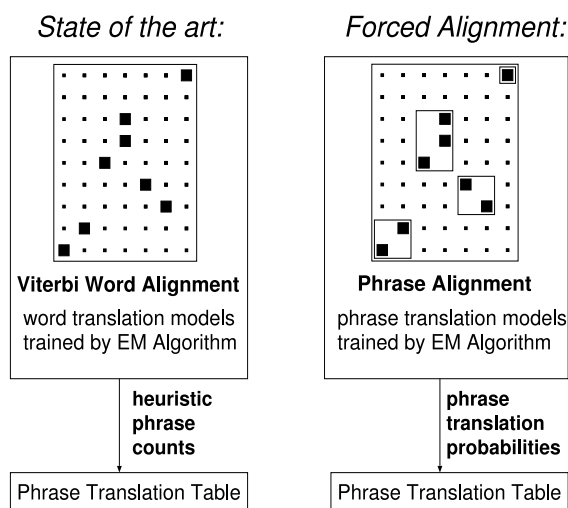 State of the art:
Viterbi Word Alignment
word translation models
trained by EM Algorithm
heuristic
phrase
counts
Phrase Translation Table
Forced Alignment:
Phrase Alignment
phrase translation models
trained by EM Algorithm
phrase
translation
probabilities
Phrase Translation Table